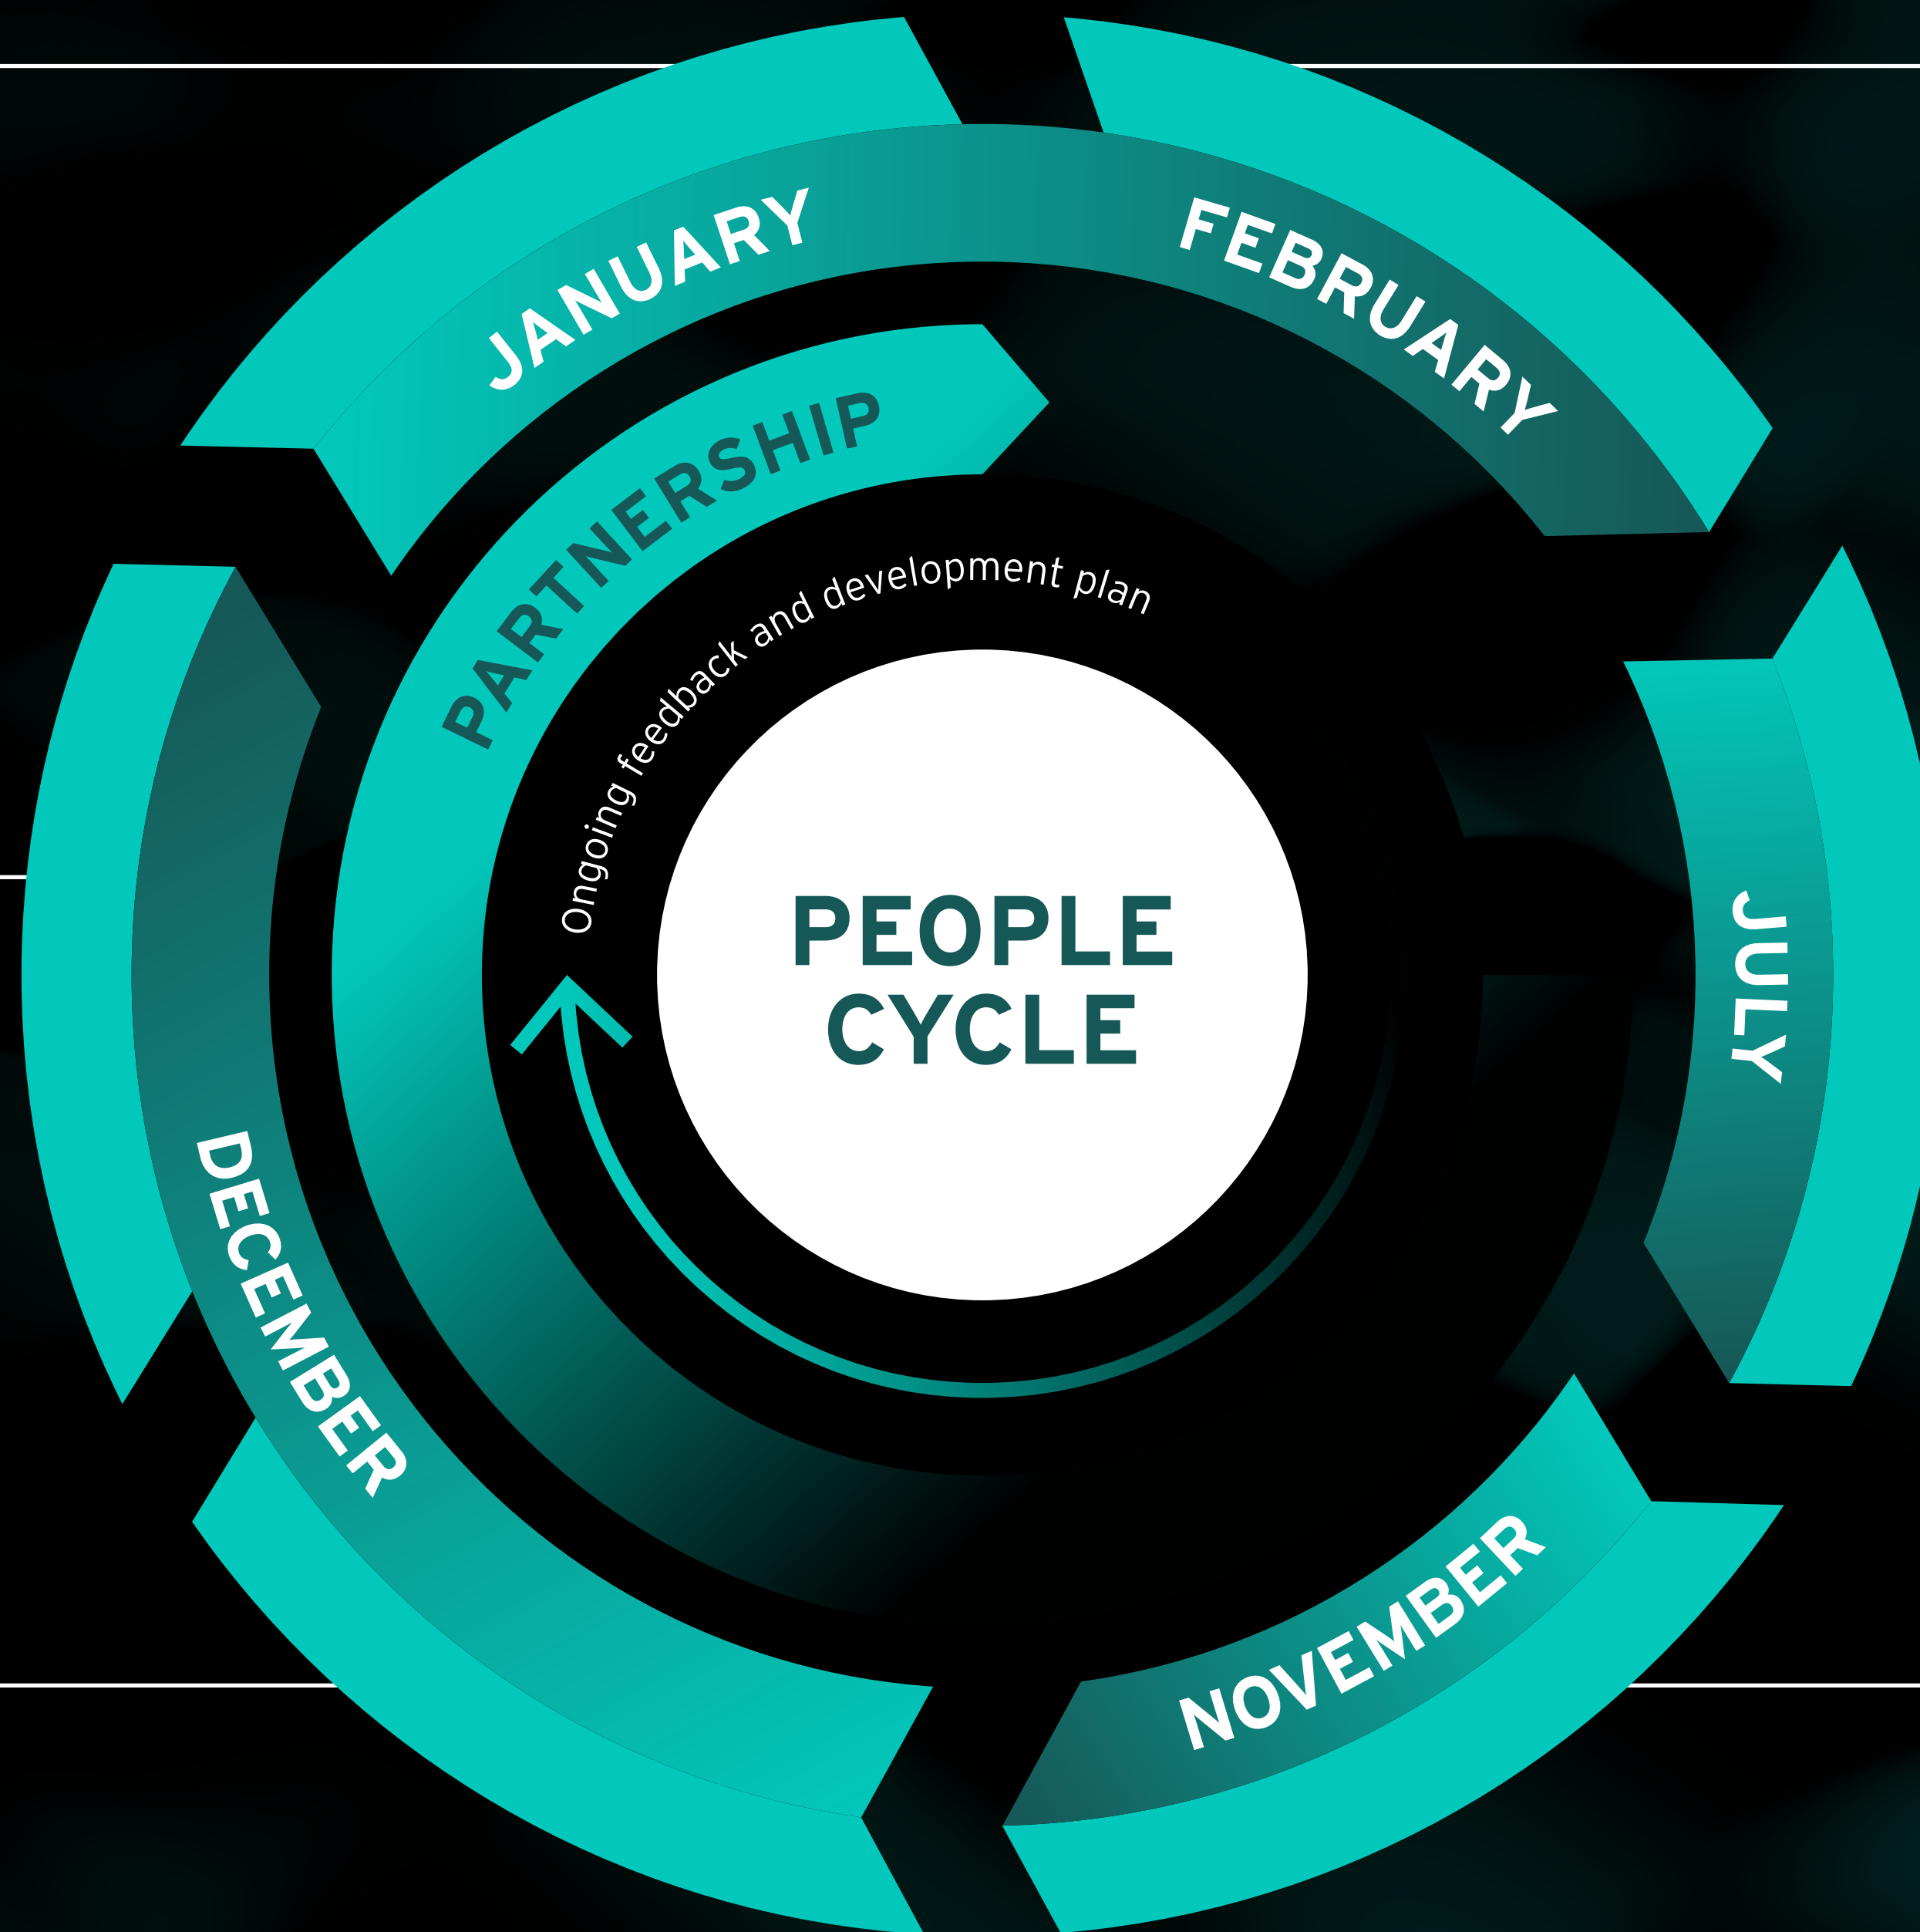 JANUARY
FEBRUARY
PARTNERSHIP
Ongoing feedback and development plan
PEOPLE
CYCLE
JULY
DECEMBER
NOVEMBER